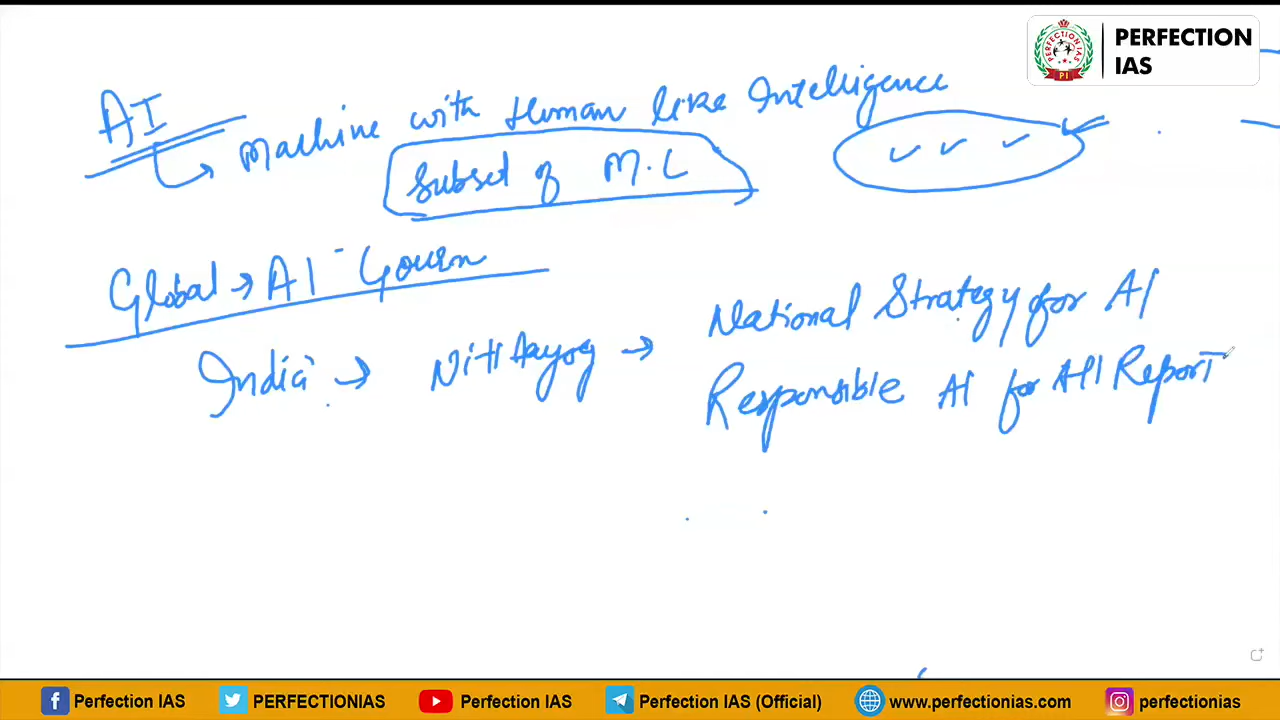 PERFECTION
IAS
AI
Machine with Human like Intelligence
Subset of M.L
Global → AI Govern
India → Niti Aayog → National Strategy for AI
Responsible AI for All Report
Perfection IAS
PERFECTIONIAS
Perfection IAS
Perfection IAS (Official)
www.perfectionias.com
perfectionias